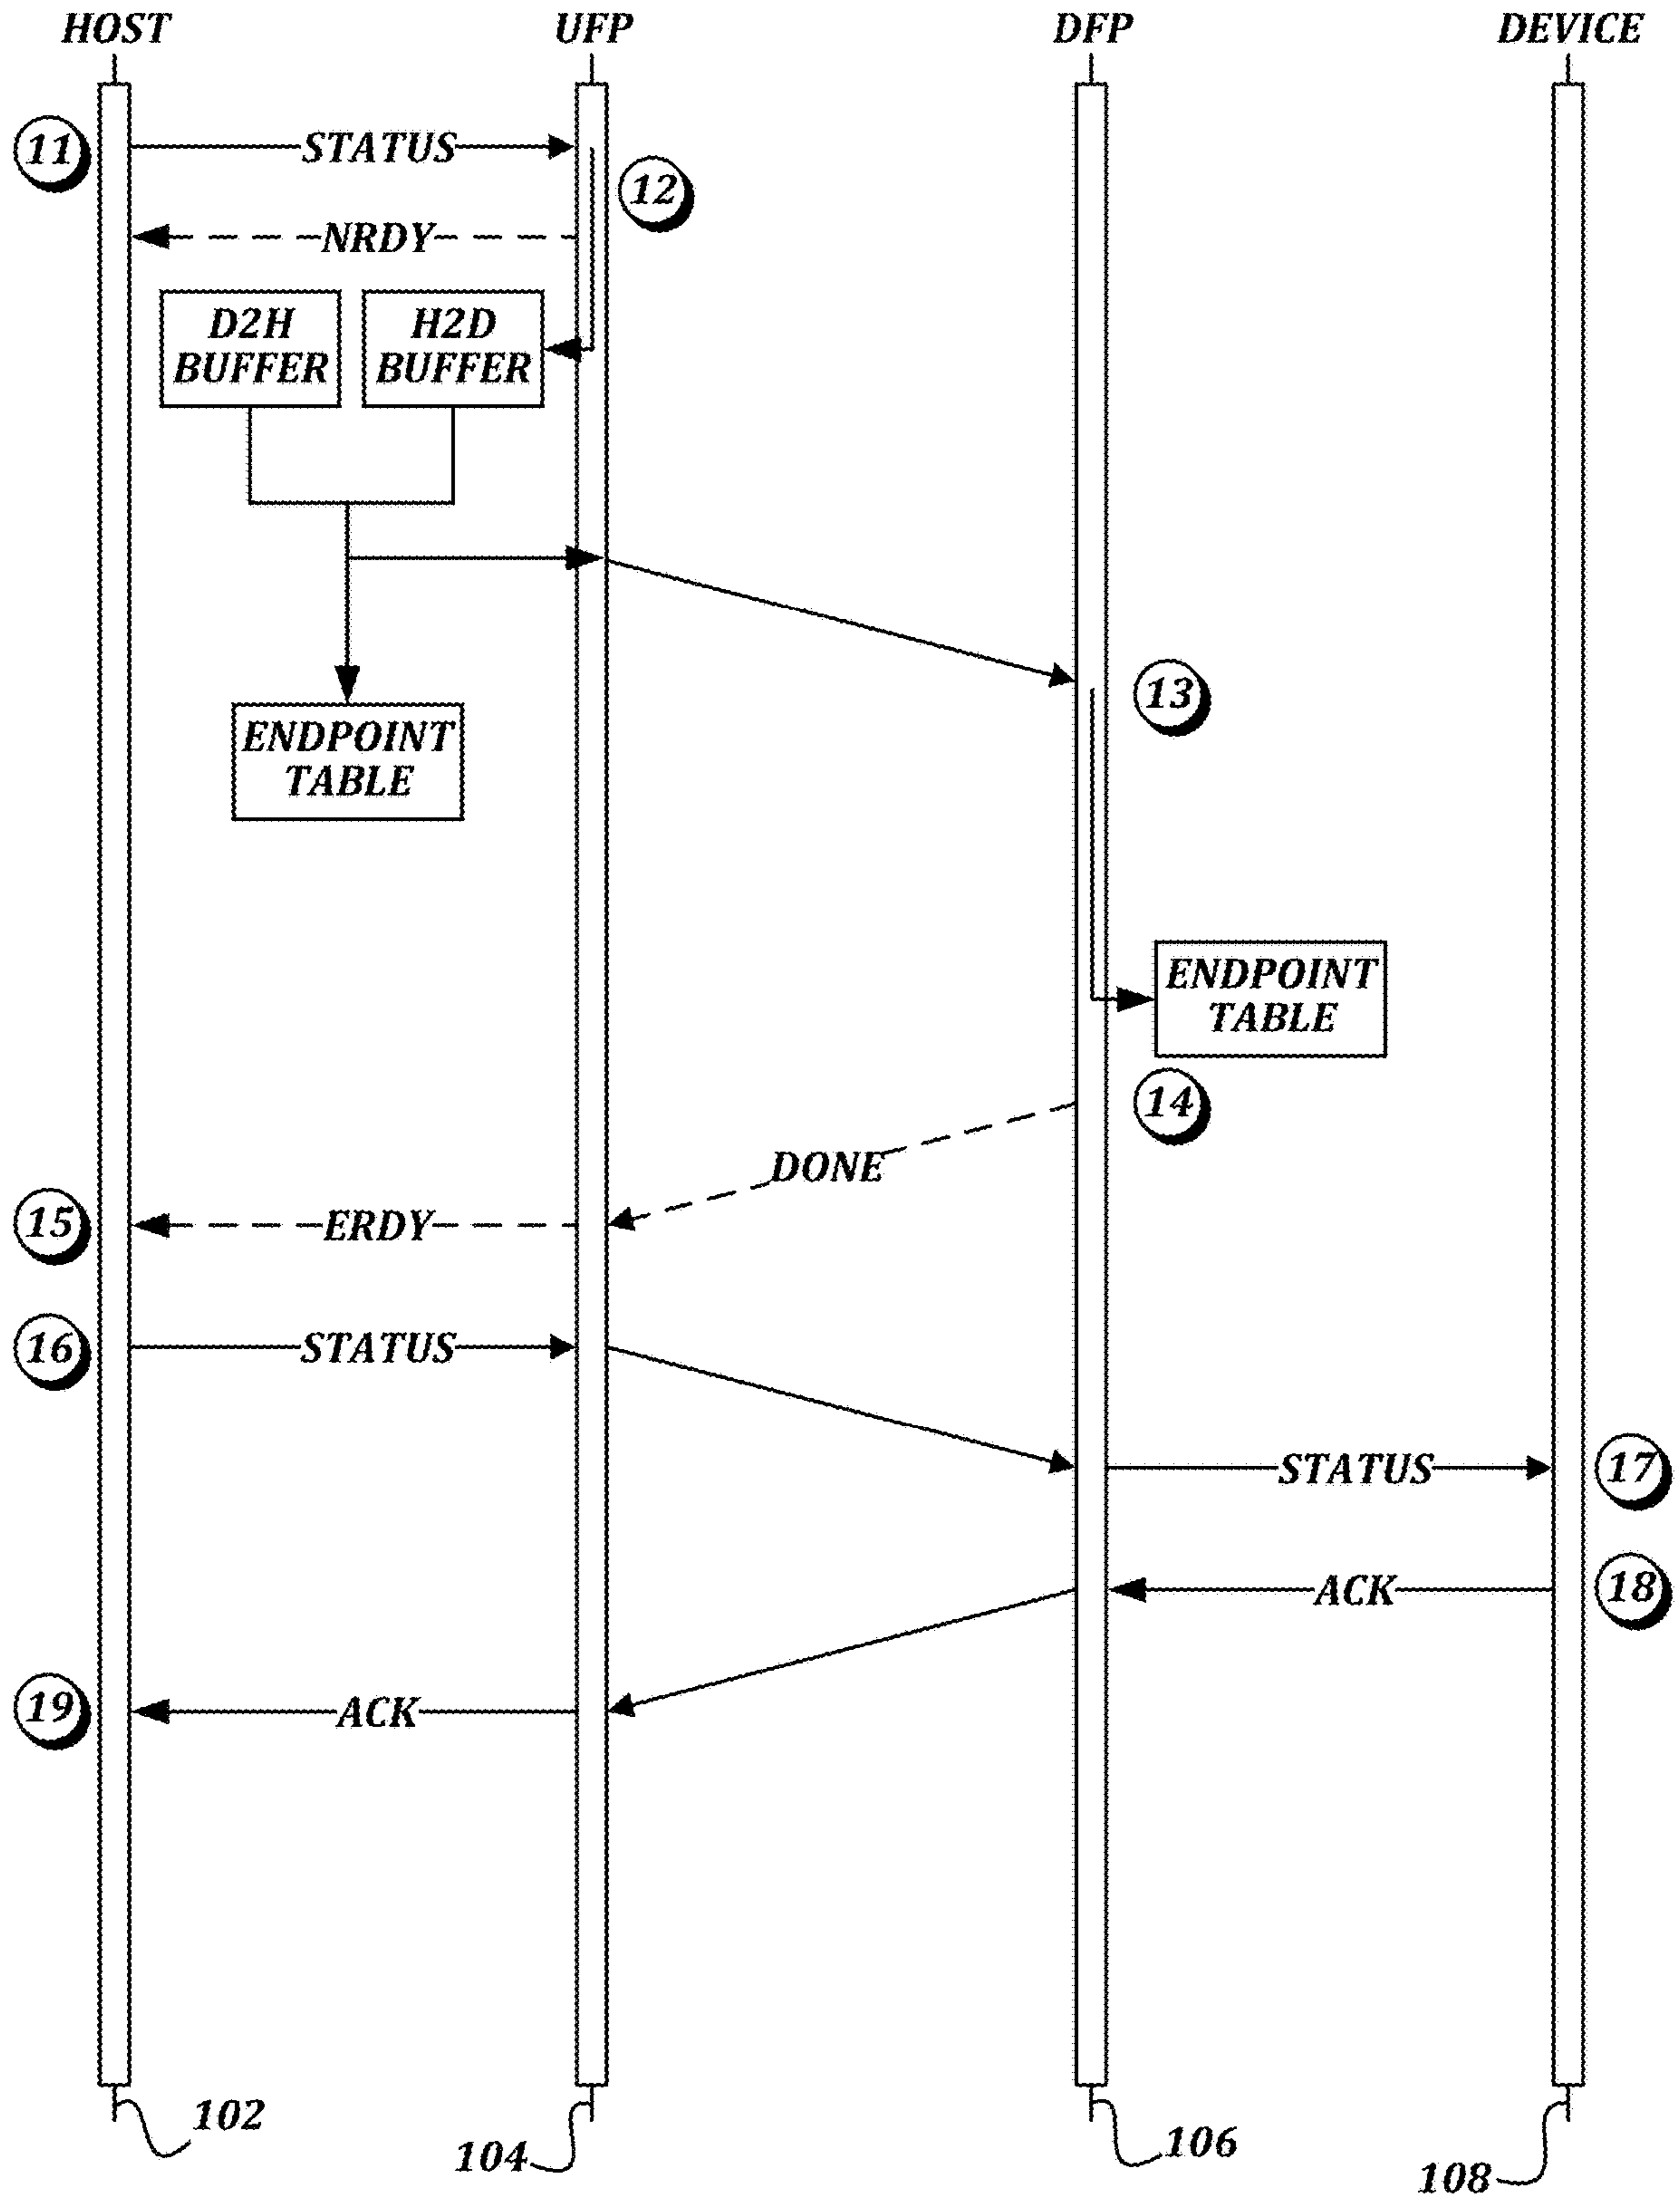 HOST
UFP
DFP
DEVICE
11
STATUS
12
NRDY
D2H
BUFFER
H2D
BUFFER
13
ENDPOINT
TABLE
ENDPOINT
TABLE
14
DONE
15
ERDY
16
STATUS
STATUS
17
ACK
18
19
ACK
102
104
106
108